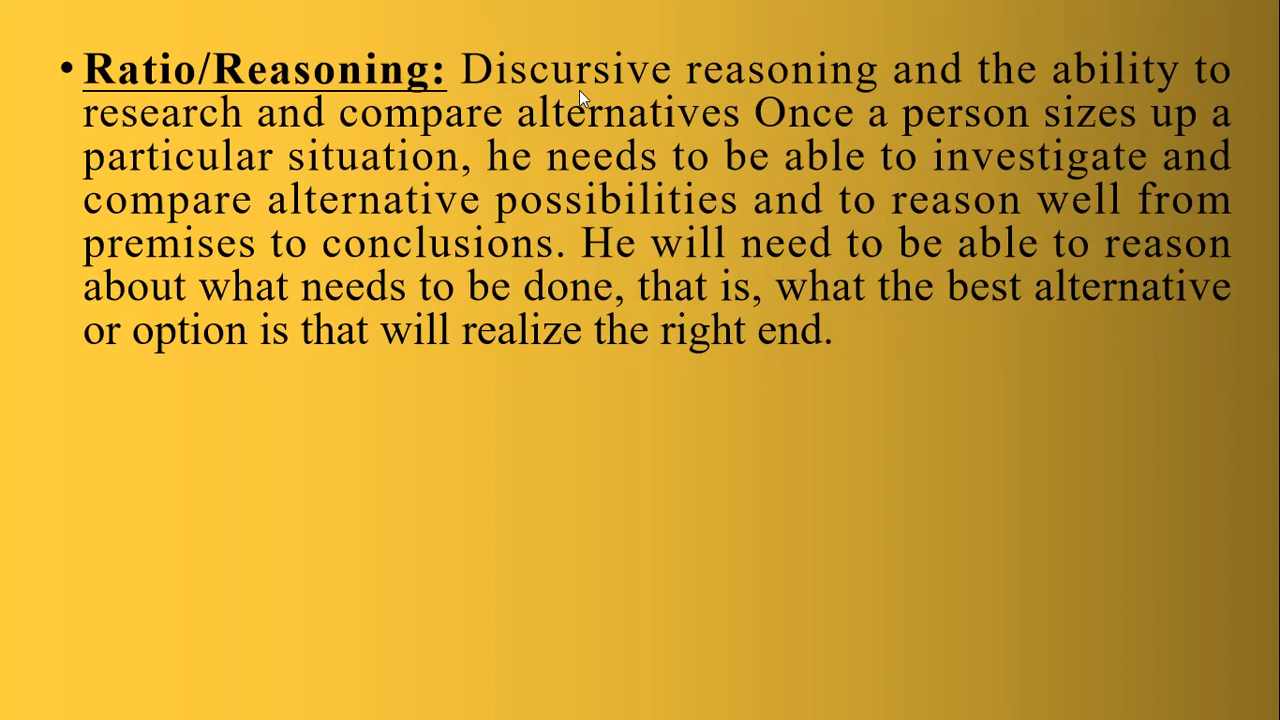 • Ratio/Reasoning: Discursive reasoning and the ability to
research and compare alternatives Once a person sizes up a
particular situation, he needs to be able to investigate and
compare alternative possibilities and to reason well from
premises to conclusions. He will need to be able to reason
about what needs to be done, that is, what the best alternative
or option is that will realize the right end.